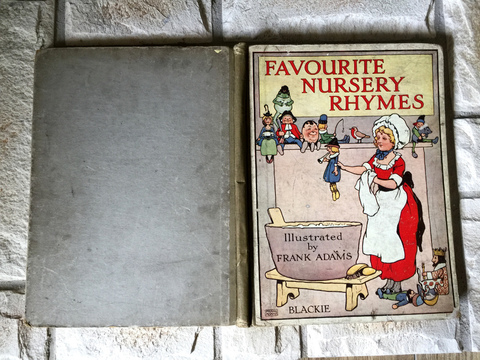 FAVOURITE
NURSERY
RHYMES
Illustrated
by
FRANK ADAMS
BLACKIE